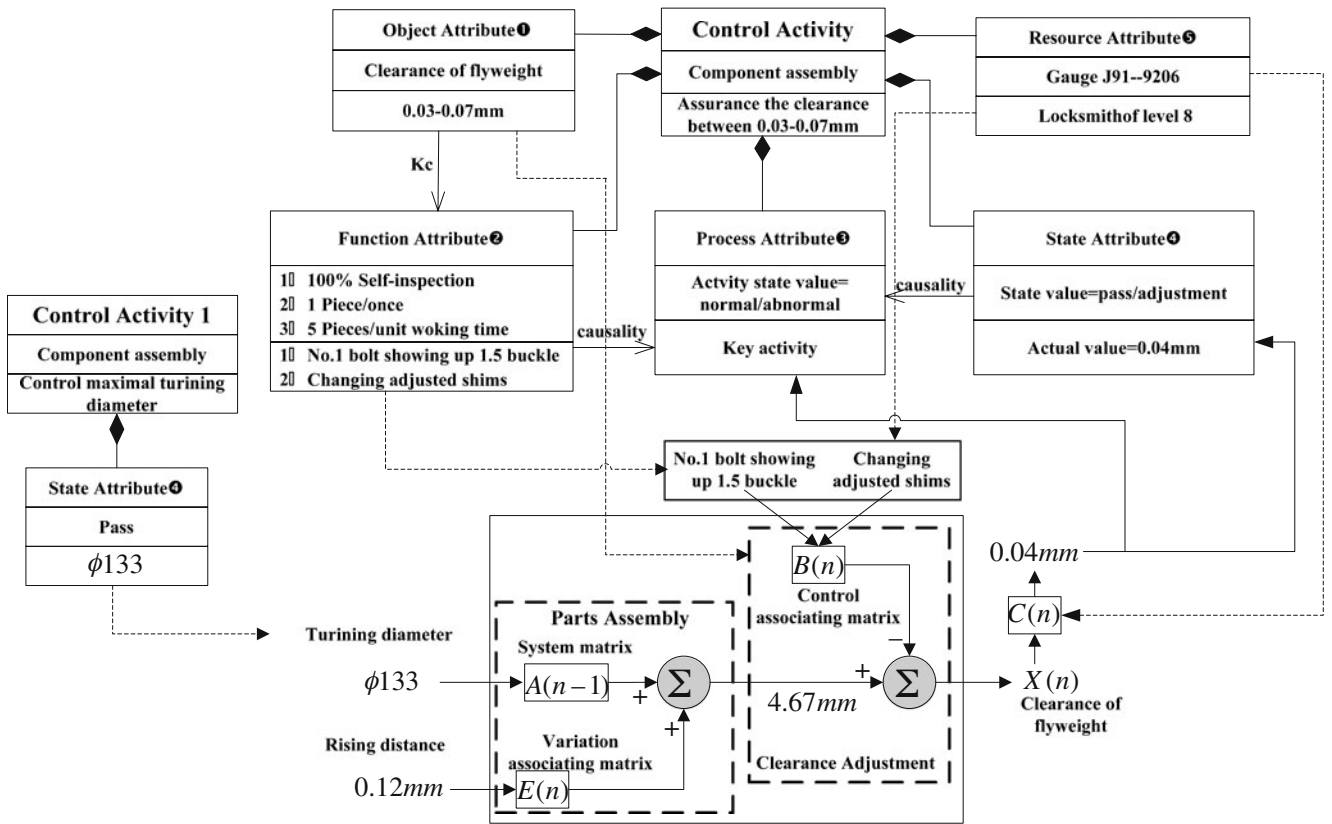 Object Attribute❶
Clearance of flyweight
0.03-0.07mm
Control Activity
Component assembly
Assurance the clearance
between 0.03-0.07mm
Resource Attribute❺
Gauge J91--9206
Locksmithof level 8
Kc
Function Attribute❷
1 100% Self-inspection
2 1 Piece/once
3 5 Pieces/unit woking time
1 No.1 bolt showing up 1.5 buckle
2 Changing adjusted shims
causality
Process Attribute❸
Actvity state value=
normal/abnormal
Key activity
causality
State Attribute❹
State value=pass/adjustment
Actual value=0.04mm
Control Activity 1
Component assembly
Control maximal turining
diameter
State Attribute❹
Pass
ϕ133
No.1 bolt showing
up 1.5 buckle
Changing
adjusted shims
B(n)
Control
associating matrix
0.04mm
C(n)
X(n)
Clearance of
flyweight
Parts Assembly
Turining diameter
System matrix
ϕ133
A(n−1)
+
Σ
+
4.67mm
+
−
Σ
Rising distance
Variation
associating matrix
0.12mm
E(n)
Clearance Adjustment